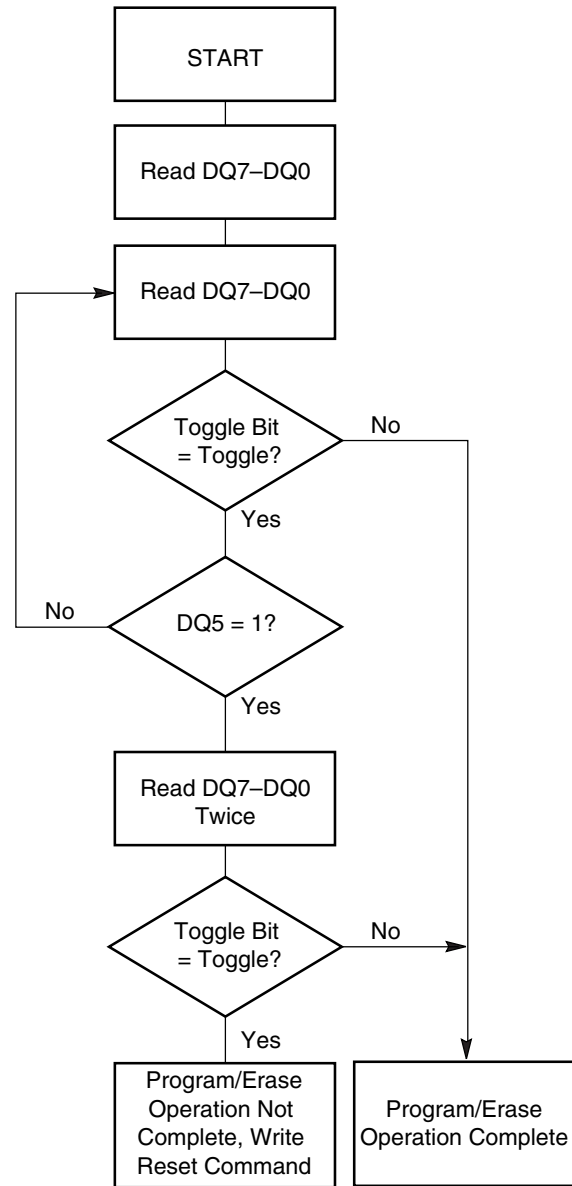 START
Read DQ7–DQ0
Read DQ7–DQ0
Toggle Bit
= Toggle?
No
Yes
No
DQ5 = 1?
Yes
Read DQ7–DQ0
Twice
Toggle Bit
= Toggle?
No
Yes
Program/Erase
Operation Not
Complete, Write
Reset Command
Program/Erase
Operation Complete